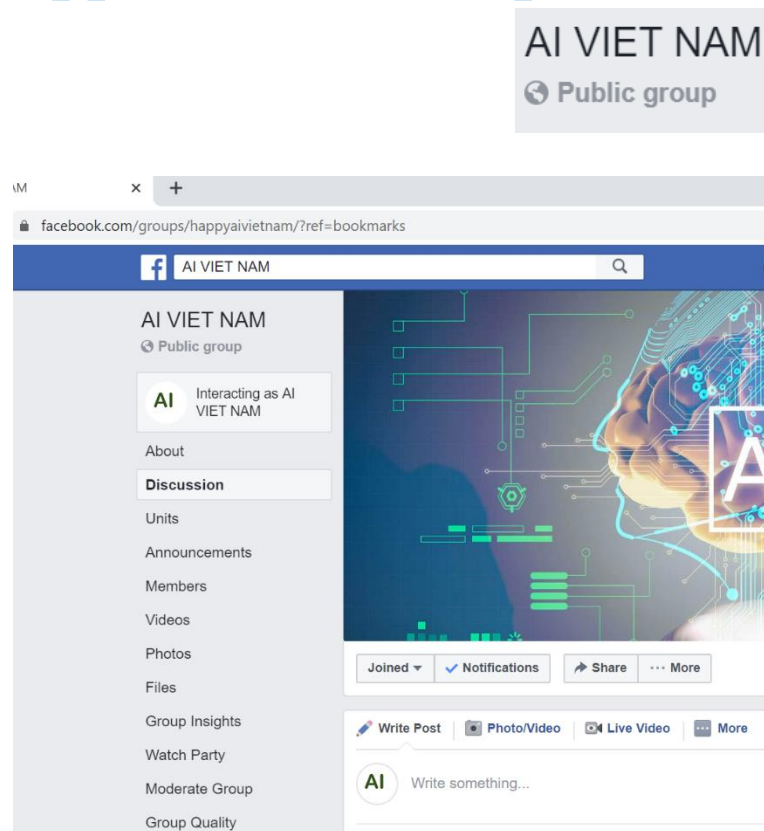 AI VIET NAM
Public group
facebook.com/groups/happyaivietnam/?ref=bookmarks
AI VIET NAM
AI VIET NAM
Public group
AI
Interacting as AI
VIET NAM
About
Discussion
Units
Announcements
Members
Videos
Photos
Files
Group Insights
Watch Party
Moderate Group
Group Quality
Joined
Notifications
Share
More
Write Post
Photo/Video
Live Video
More
AI
Write something...